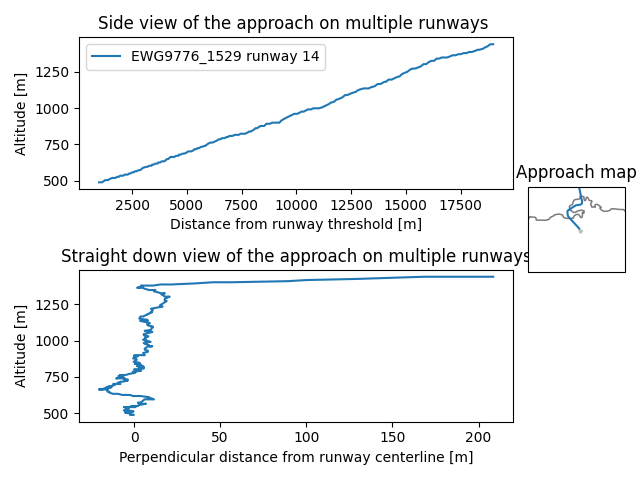 Side view of the approach on multiple runways
EWG9776_1529 runway 14
Altitude [m]
1250
1000
750
500
2500
5000
7500
10000
12500
15000
17500
Distance from runway threshold [m]
Approach map
Straight down view of the approach on multiple runways
Altitude [m]
1250
1000
750
500
0
50
100
150
200
Perpendicular distance from runway centerline [m]